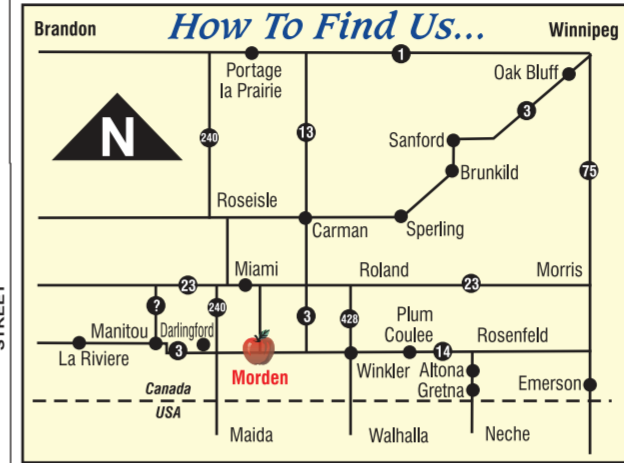 Brandon
How To Find Us...
Winnipeg
1
Portage
la Prairie
Oak Bluff
N
240
13
3
Sanford
75
Brunkild
Roseisle
Carman
Sperling
Miami
Roland
Morris
23
23
?
240
3
428
Plum
Coulee
Manitou
Darlingford
Rosenfeld
3
14
La Riviere
Morden
Winkler
Altona
Gretna
Emerson
Canada
USA
Maida
Walhalla
Neche
STREET